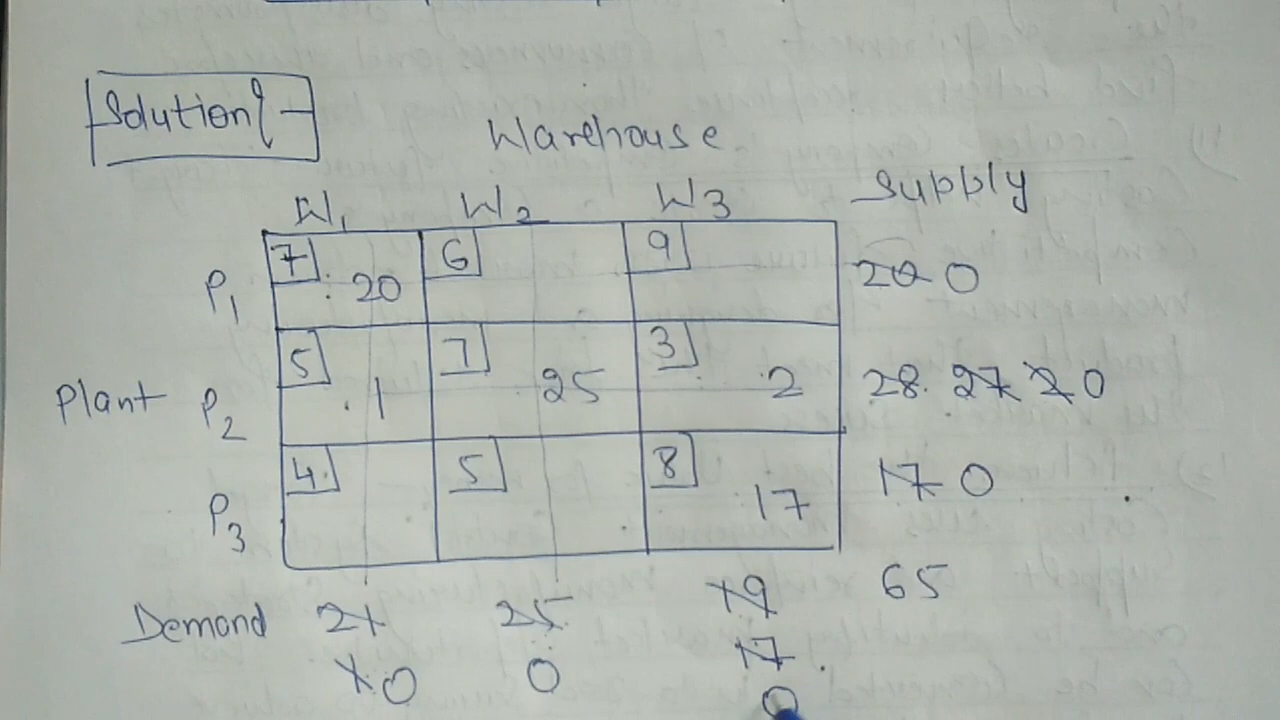 Solution:-
Warehouse
W1 W2 W3 Supply
P1 7 20 6 9 20 0
Plant P2 5 1 7 25 3 2 28 27 2 0
P3 4 5 8 17 17 0
Demand 21 25 19 65
1 0 0 17
0